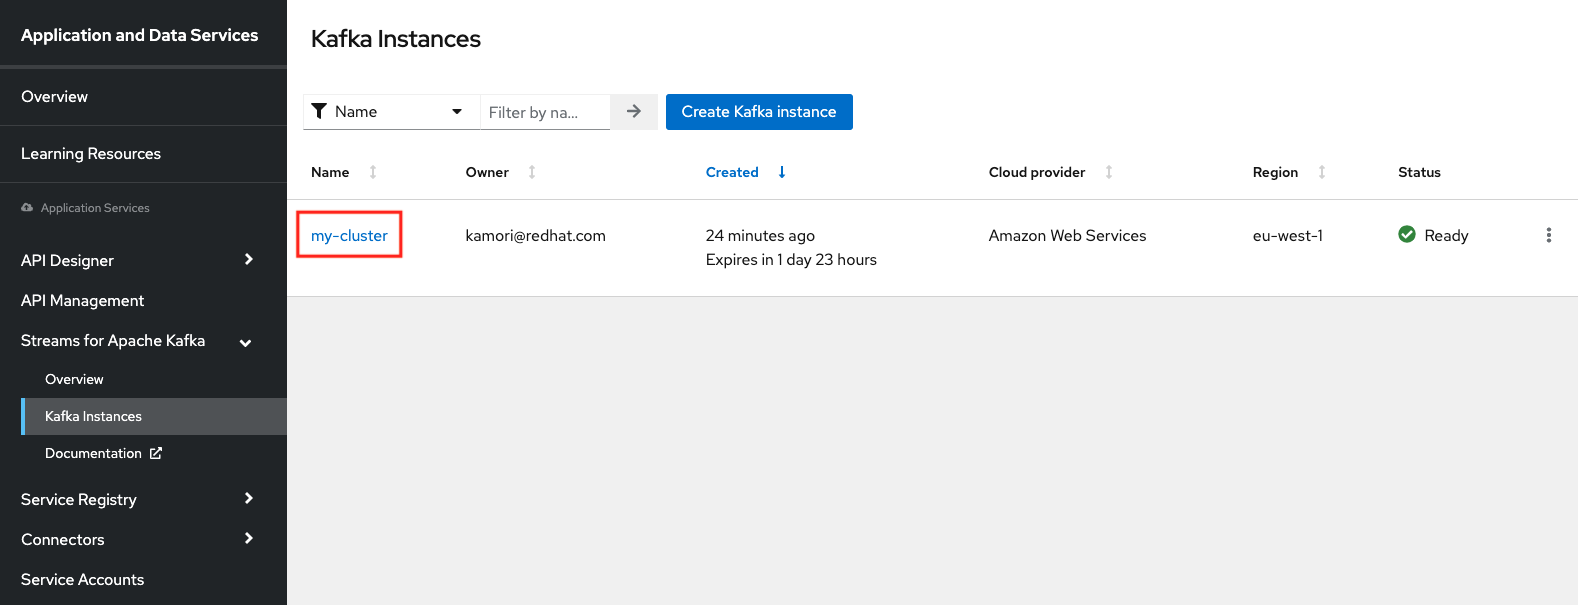 Application and Data Services
Overview
Learning Resources
Application Services
API Designer
API Management
Streams for Apache Kafka
Overview
Kafka Instances
Documentation
Service Registry
Connectors
Service Accounts
Kafka Instances
Name Filter by na... Create Kafka instance
Name Owner Created Cloud provider Region Status
my-cluster kamori@redhat.com 24 minutes ago Amazon Web Services eu-west-1 Ready
Expires in 1 day 23 hours